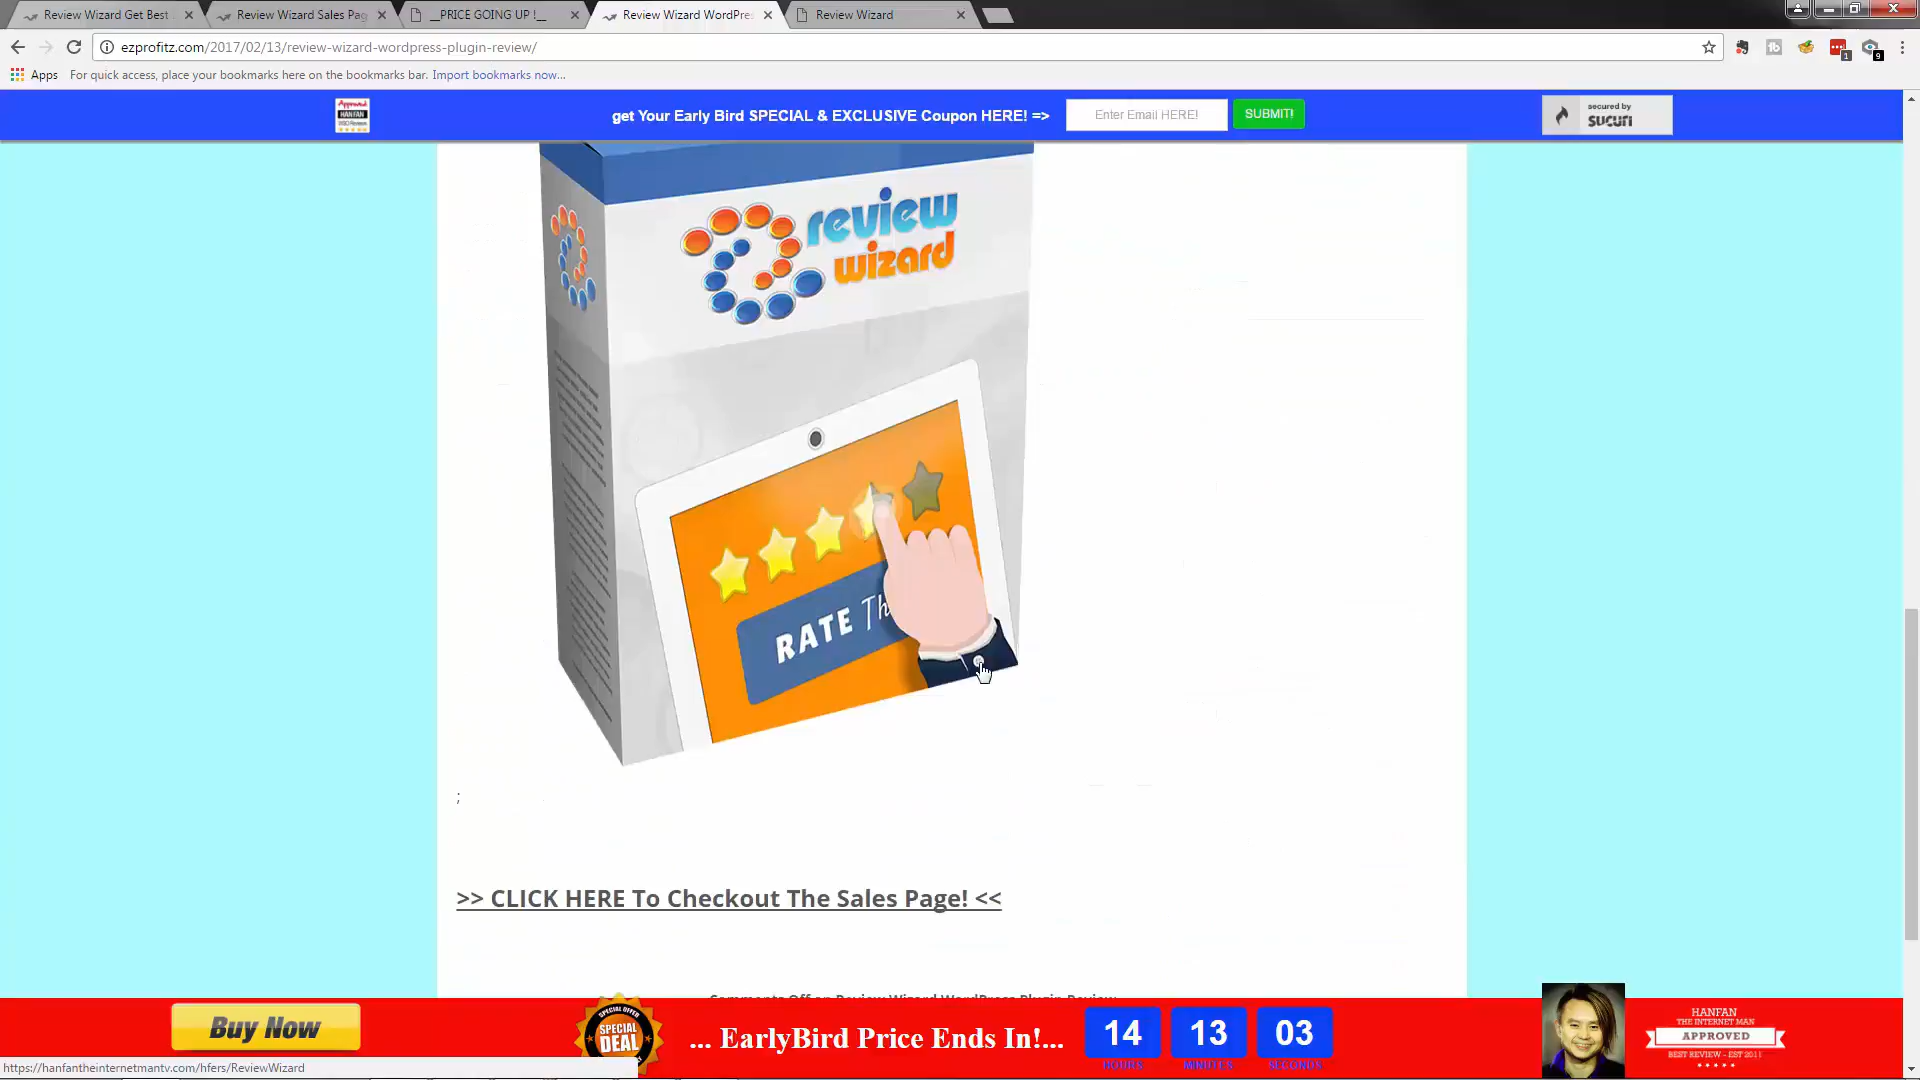 Review Wizard Get Best
Review Wizard Sales Pag
__PRICE GOING UP !__
Review Wizard WordPres
Review Wizard
ezprofitz.com/2017/02/13/review-wizard-wordpress-plugin-review/
Apps
For quick access, place your bookmarks here on the bookmarks bar. Import bookmarks now...
Approved
HANFAN
get Your Early Bird SPECIAL & EXCLUSIVE Coupon HERE! =>
Enter Email HERE!
SUBMIT!
secured by
sucuri
review
wizard
RATE Th
;
>> CLICK HERE To Checkout The Sales Page! <<
Comments Off on Review Wizard WordPress Plugin Review
Buy Now
SPECIAL OFFER
SPECIAL
DEAL
... EarlyBird Price Ends In!...
14
13
03
HOURS
MINUTES
SECONDS
HANFAN
THE INTERNET MAN
APPROVED
BEST REVIEW - EST 2011
https://hanfantheinternetmantv.com/hfers/ReviewWizard